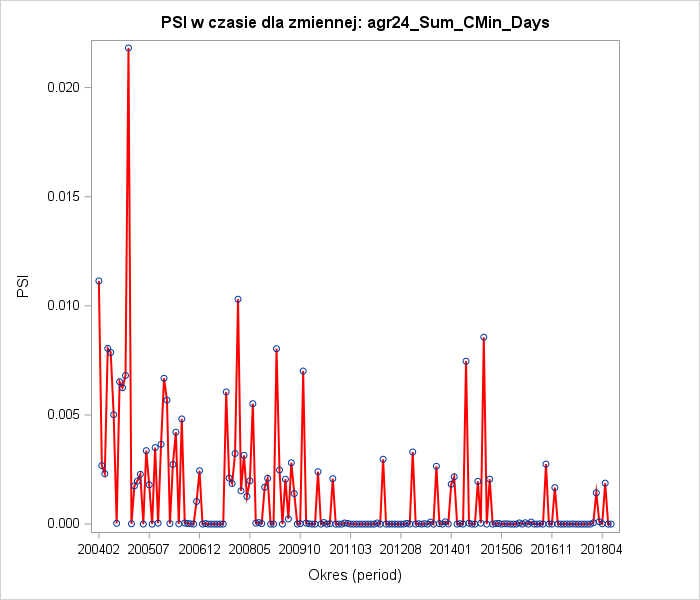 PSI w czasie dla zmiennej: agr24_Sum_CMin_Days
0.020
0.015
0.010
0.005
0.000
PSI
200402 200507 200612 200805 200910 201103 201208 201401 201506 201611 201804
Okres (period)